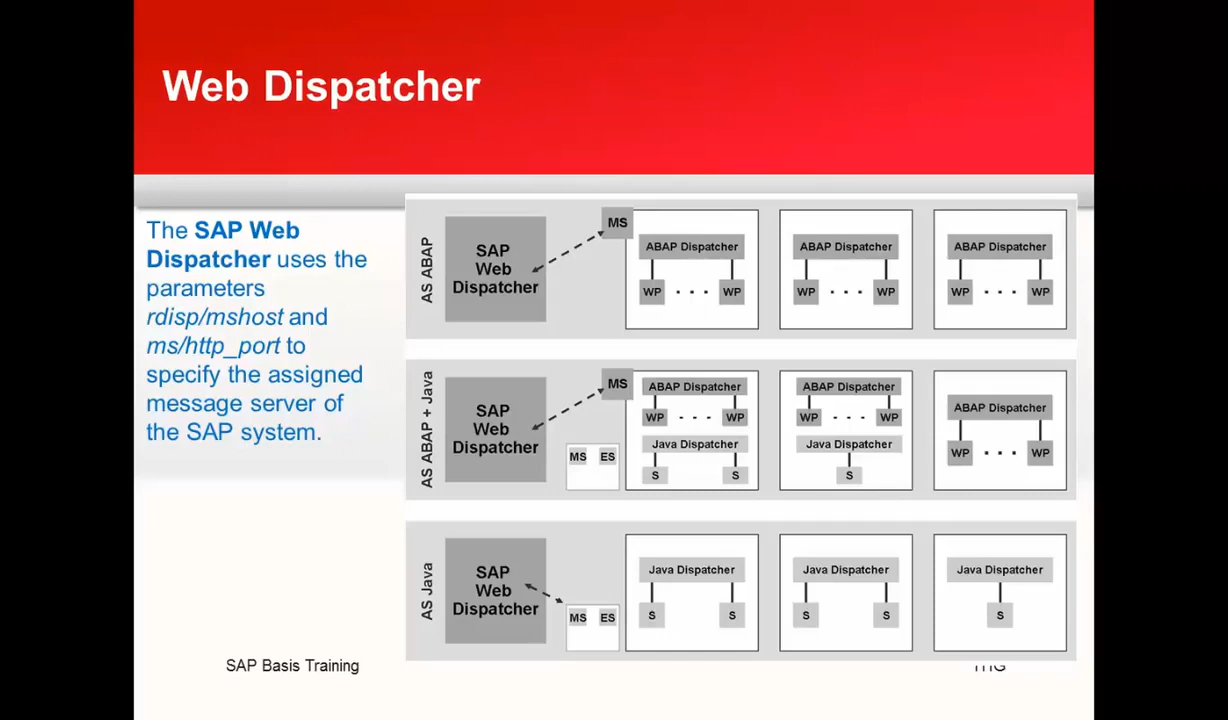 Web Dispatcher
The SAP Web
Dispatcher uses the
parameters
rdisp/mshost and
ms/http_port to
specify the assigned
message server of
the SAP system.
AS ABAP
SAP
Web
Dispatcher
MS
ABAP Dispatcher
WP . . . WP
ABAP Dispatcher
WP . . . WP
ABAP Dispatcher
WP . . . WP
AS ABAP + Java
SAP
Web
Dispatcher
MS
MS ES
ABAP Dispatcher
WP . . . WP
Java Dispatcher
S S
ABAP Dispatcher
WP . . . WP
Java Dispatcher
S
ABAP Dispatcher
WP . . . WP
AS Java
SAP
Web
Dispatcher
MS ES
Java Dispatcher
S S
Java Dispatcher
S S
Java Dispatcher
S
SAP Basis Training